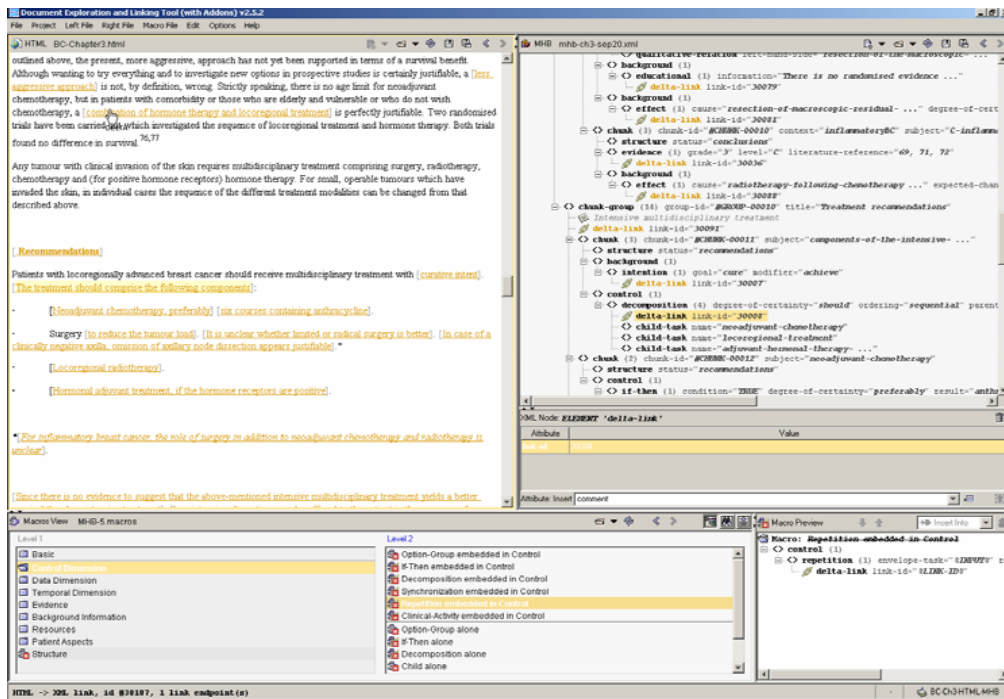 Document Exploration and Linking Tool (with Addons) v2.5.2
File Project Left File Right File Macro File Edit Options Help
HTML BC-Chapter3.html
outlined above, the present, more aggressive, approach has not yet been supported in terms of a survival benefit.
Although wanting to try everything and to investigate new options in prospective studies is certainly justifiable, a [less
aggressive approach] is not, by definition, wrong. Strictly speaking, there is no age limit for neoadjuvant
chemotherapy, but in patients with comorbidity or those who are elderly and vulnerable or who do not wish
chemotherapy, a [combination of hormone therapy and locoregional treatment] is perfectly justifiable. Two randomised
trials have been carried which investigated the sequence of locoregional treatment and hormone therapy. Both trials
found no difference in survival. 76,77
Any tumour with clinical invasion of the skin requires multidisciplinary treatment comprising surgery, radiotherapy,
chemotherapy and (for positive hormone receptors) hormone therapy. For small, operable tumours which have
invaded the skin, in individual cases the sequence of the different treatment modalities can be changed from that
described above.
[ Recommendations]
Patients with locoregionally advanced breast cancer should receive multidisciplinary treatment with [curative intent].
[The treatment should comprise the following components]:
- [Neoadjuvant chemotherapy, preferably] [six courses containing anthracycline].
- Surgery [to reduce the tumour load]. [It is unclear whether limited or radical surgery is better]. [In case of a
clinically negative axilla, omission of axillary node dissection appears justifiable].*
- [Locoregional radiotherapy].
- [Hormonal adjuvant treatment, if the hormone receptors are positive].
*[For inflammatory breast cancer, the role of surgery in addition to neoadjuvant chemotherapy and radiotherapy is
unclear].
[Since there is no evidence to suggest that the above-mentioned intensive multidisciplinary treatment yields a better
MHB mhb-ch3-sep20.xml
<> background (1)
<> educational (1) information="There is no randomised evidence ..."
delta-link link-id="30079"
<> background (1)
<> effect (1) cause="resection-of-macroscopic-residual- ..." degree-of-cert
delta-link link-id="30081"
<> chunk (3) chunk-id="#CHUNK-00010" context="inflammatoryBC" subject="C-inflamm
<> structure status="conclusions"
<> evidence (1) grade="3" level="C" literature-reference="69, 71, 72"
delta-link link-id="30036"
<> background (1)
<> effect (1) cause="radiotherapy-following-chemotherapy ..." expected-chan
delta-link link-id="30088"
<> chunk-group (14) group-id="#GROUP-00010" title="Treatment recommendations"
Intensive multidisciplinary treatment
delta-link link-id="30091"
<> chunk (3) chunk-id="#CHUNK-00011" subject="components-of-the-intensive- ..."
<> structure status="recommendations"
<> background (1)
<> intention (1) goal="cure" modifier="achieve"
delta-link link-id="30007"
<> control (1)
<> decomposition (4) degree-of-certainty="should" ordering="sequential" parent
delta-link link-id="30008"
<> child-task name="neoadjuvant-chemotherapy"
<> child-task name="locoregional-treatment"
<> child-task name="adjuvant-hormonal-therapy- ..."
<> chunk (2) chunk-id="#CHUNK-00012" subject="neoadjuvant-chemotherapy"
<> structure status="recommendations"
<> control (1)
<> if-then (1) condition="TRUE" degree-of-certainty="preferably" result="anth
XML Node: ELEMENT 'delta-link'
Attribute Value
link-id 30008
Attribute: Insert comment
Macros View MHB-5.macros
Level 1
Basic
Control Dimension
Data Dimension
Temporal Dimension
Evidence
Background Information
Resources
Patient Aspects
Structure
Level 2
Option-Group embedded in Control
If-Then embedded in Control
Decomposition embedded in Control
Synchronization embedded in Control
Repetition embedded in Control
Clinical-Activity embedded in Control
Option-Group alone
If-Then alone
Decomposition alone
Child alone
Macro Preview Insert Into
Macro: Repetition embedded in Control
<> control (1)
<> repetition (1) envelope-task="%INPUT%" r
delta-link link-id="%LINK-ID%"
HTML -> XML link, id #30107, 1 link endpoint(s)
BC-Ch3-HTML-MHB